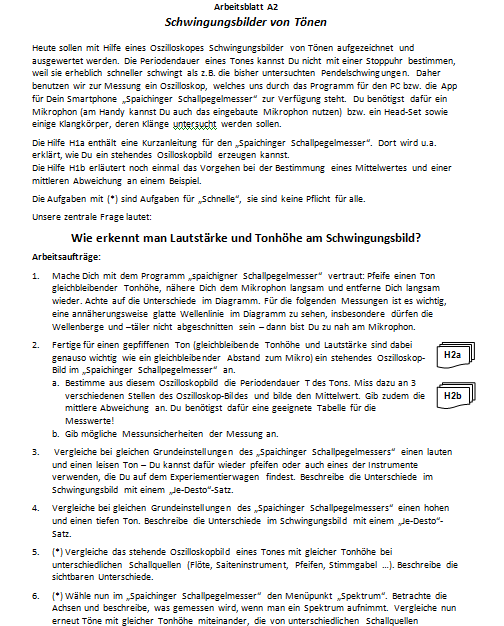 Arbeitsblatt A2
Schwingungsbilder von Tönen
Heute sollen mit Hilfe eines Oszilloskopes Schwingungsbilder von Tönen aufgezeichnet und
ausgewertet werden. Die Periodendauer eines Tones kannst Du nicht mit einer Stoppuhr bestimmen,
weil sie erheblich schneller schwingt als z.B. die bisher untersuchten Pendelschwingungen. Daher
benutzen wir zur Messung ein Oszilloskop, welches uns durch das Programm für den PC bzw. die App
für Dein Smartphone „Spaichinger Schallpegelmesser“ zur Verfügung steht. Du benötigst dafür ein
Mikrophon (am Handy kannst Du auch das eingebaute Mikrophon nutzen) bzw. ein Head-Set sowie
einige Klangkörper, deren Klänge untersucht werden sollen.
Die Hilfe H1a enthält eine Kurzanleitung für den „Spaichinger Schallpegelmesser“. Dort wird u.a.
erklärt, wie Du ein stehendes Osilloskopbild erzeugen kannst.
Die Hilfe H1b erläutert noch einmal das Vorgehen bei der Bestimmung eines Mittelwertes und einer
mittleren Abweichung an einem Beispiel.
Die Aufgaben mit (*) sind Aufgaben für „Schnelle“, sie sind keine Pflicht für alle.
Unsere zentrale Frage lautet:
Wie erkennt man Lautstärke und Tonhöhe am Schwingungsbild?
Arbeitsaufträge:
1. Mache Dich mit dem Programm „spaichigner Schallpegelmesser“ vertraut: Pfeife einen Ton
gleichbleibender Tonhöhe, nähere Dich dem Mikrophon langsam und entferne Dich langsam
wieder. Achte auf die Unterschiede im Diagramm. Für die folgenden Messungen ist es wichtig,
eine annäherungsweise glatte Wellenlinie im Diagramm zu sehen, insbesondere dürfen die
Wellenberge und –täler nicht abgeschnitten sein – dann bist Du zu nah am Mikrophon.
2. Fertige für einen gepfiffenen Ton (gleichbleibende Tonhöhe und Lautstärke sind dabei
genauso wichtig wie ein gleichbleibender Abstand zum Mikro) ein stehendes Oszilloskop-
Bild im „Spaichinger Schallpegelmesser“ an.
H2a
a. Bestimme aus diesem Oszilloskopbild die Periodendauer T des Tons. Miss dazu an 3
verschiedenen Stellen des Oszilloskop-Bildes und bilde den Mittelwert. Gib zudem die
mittlere Abweichung an. Du benötigst dafür eine geeignete Tabelle für die
Messwerte!
H2b
b. Gib mögliche Messunsicherheiten der Messung an.
3. Vergleiche bei gleichen Grundeinstellungen des „Spaichinger Schallpegelmessers“ einen lauten
und einen leisen Ton – Du kannst dafür wieder pfeifen oder auch eines der Instrumente
verwenden, die Du auf dem Experimentierwagen findest. Beschreibe die Unterschiede im
Schwingungsbild mit einem „Je-Desto“-Satz.
4. Vergleiche bei gleichen Grundeinstellungen des „Spaichinger Schallpegelmessers“ einen hohen
und einen tiefen Ton. Beschreibe die Unterschiede im Schwingungsbild mit einem „Je-Desto“-
Satz.
5. (*) Vergleiche das stehende Oszilloskopbild eines Tones mit gleicher Tonhöhe bei
unterschiedlichen Schallquellen (Flöte, Saiteninstrument, Pfeifen, Stimmgabel ...). Beschreibe die
sichtbaren Unterschiede.
6. (*) Wähle nun im „Spaichinger Schallpegelmesser“ den Menüpunkt „Spektrum“. Betrachte die
Achsen und beschreibe, was gemessen wird, wenn man ein Spektrum aufnimmt. Vergleiche nun
erneut Töne mit gleicher Tonhöhe miteinander, die von unterschiedlichen Schallquellen